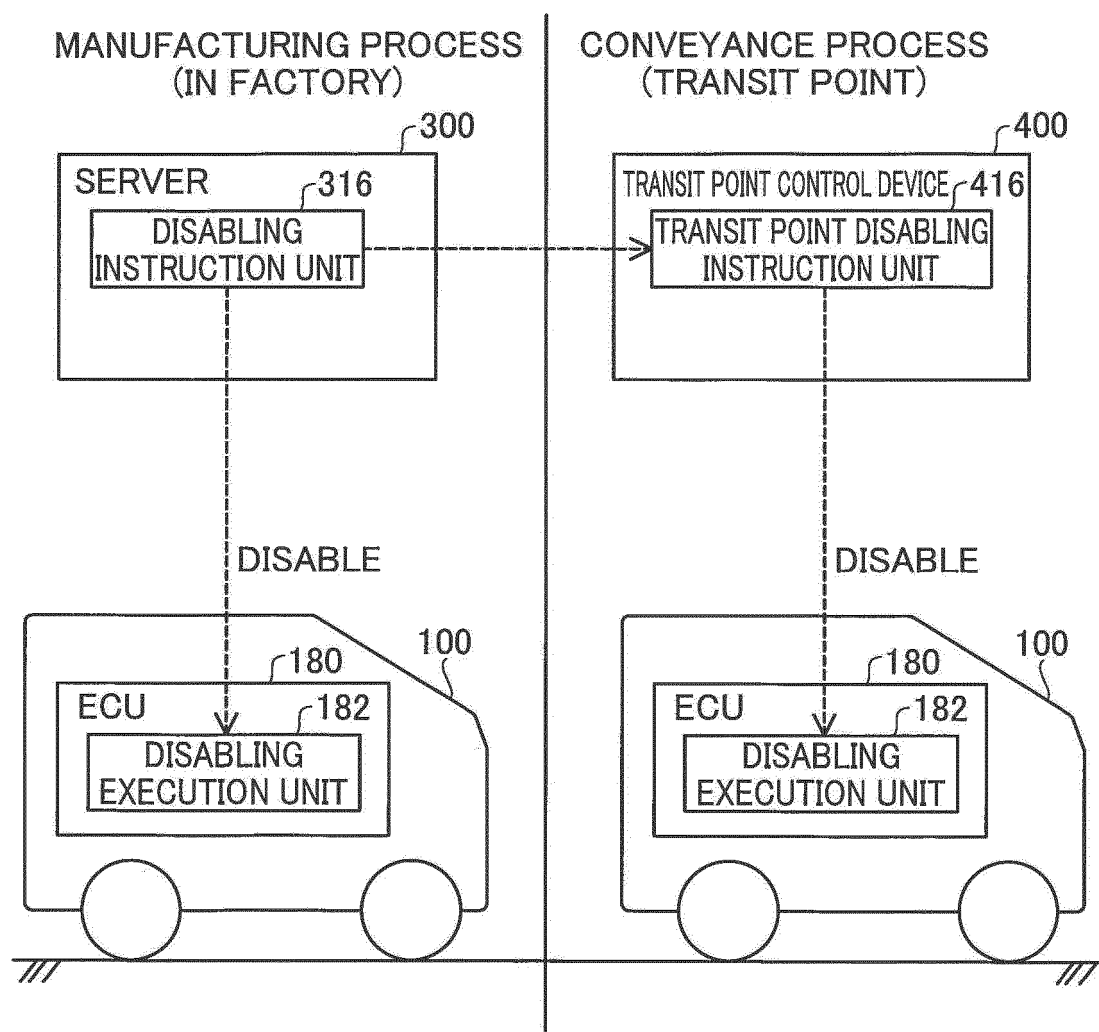 MANUFACTURING PROCESS
(IN FACTORY)
CONVEYANCE PROCESS
(TRANSIT POINT)
300
SERVER
316
DISABLING
INSTRUCTION UNIT
400
TRANSIT POINT CONTROL DEVICE
416
TRANSIT POINT DISABLING
INSTRUCTION UNIT
DISABLE
DISABLE
100
180
ECU
182
DISABLING
EXECUTION UNIT
100
180
ECU
182
DISABLING
EXECUTION UNIT